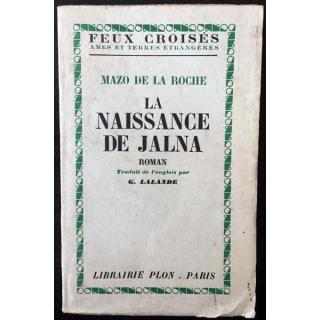 FEUX CROISÉS
AMES ET TERRES ÉTRANGÈRES
MAZO DE LA ROCHE
LA
NAISSANCE
DE JALNA
ROMAN
Traduit de l'anglais par
G. LALANDE
LIBRAIRIE PLON . PARIS